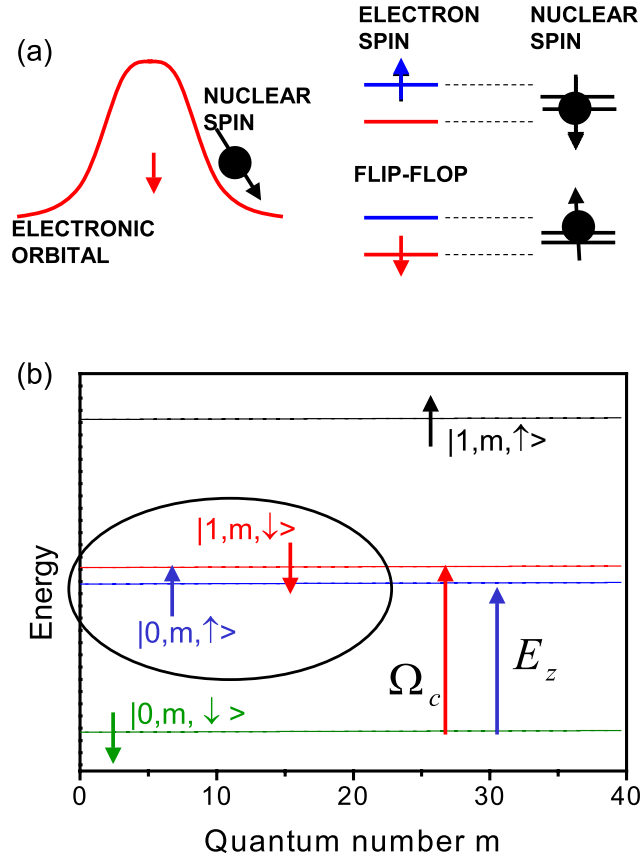 (a)
ELECTRON
SPIN
NUCLEAR
SPIN
NUCLEAR
SPIN
FLIP-FLOP
ELECTRONIC
ORBITAL
(b)
|1,m,↑>
|1,m,↓>
|0,m,↑>
Ω_c
E_z
|0,m, ↓ >
Energy
0 10 20 30 40
Quantum number m